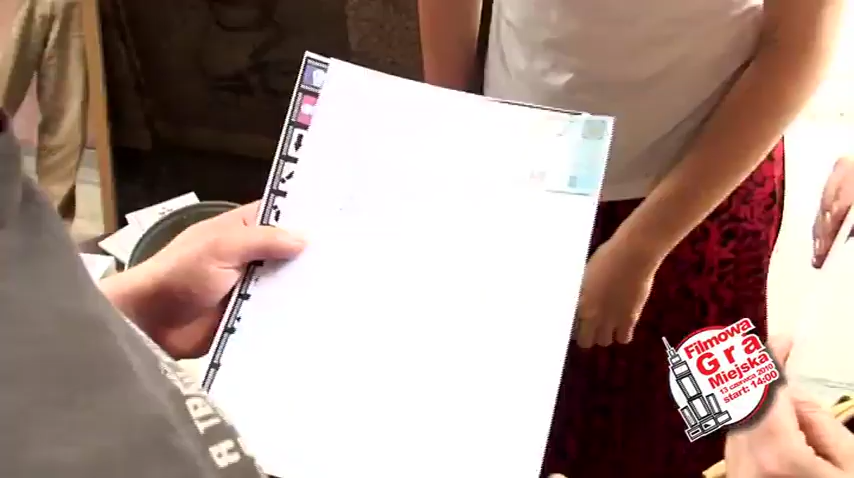 Filmowa
Gra
Miejska
13 czerwca 2010
start: 14:00